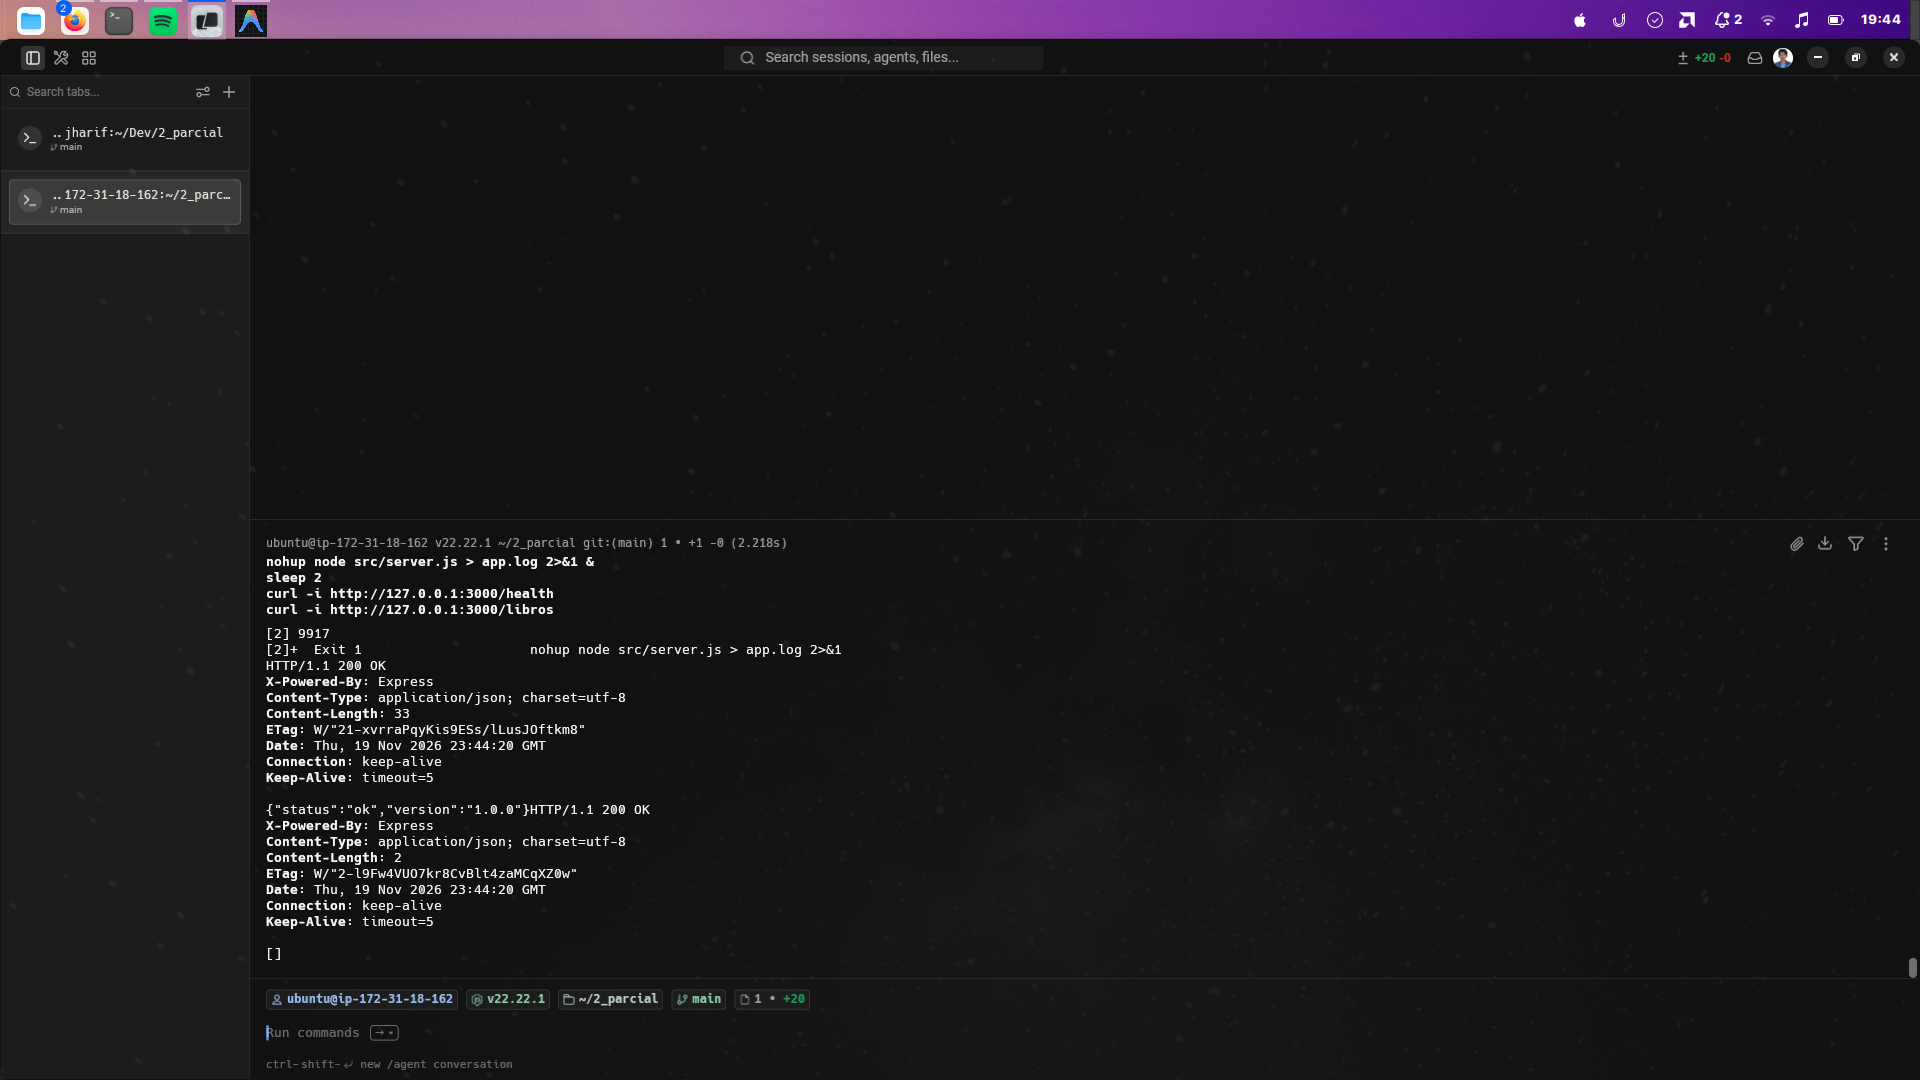 2
2
19:44
Search sessions, agents, files...
+20 -0
Search tabs...
..jharif:~/Dev/2_parcial
main
..172-31-18-162:~/2_parc…
main
ubuntu@ip-172-31-18-162 v22.22.1 ~/2_parcial git:(main) 1 • +1 -0 (2.218s)
nohup node src/server.js > app.log 2>&1 &
sleep 2
curl -i http://127.0.0.1:3000/health
curl -i http://127.0.0.1:3000/libros
[2] 9917
[2]+  Exit 1                     nohup node src/server.js > app.log 2>&1
HTTP/1.1 200 OK
X-Powered-By: Express
Content-Type: application/json; charset=utf-8
Content-Length: 33
ETag: W/"21-xvrraPqyKis9ESs/lLusJOftkm8"
Date: Thu, 19 Nov 2026 23:44:20 GMT
Connection: keep-alive
Keep-Alive: timeout=5
{"status":"ok","version":"1.0.0"}HTTP/1.1 200 OK
X-Powered-By: Express
Content-Type: application/json; charset=utf-8
Content-Length: 2
ETag: W/"2-l9Fw4VUO7kr8CvBlt4zaMCqXZ0w"
Date: Thu, 19 Nov 2026 23:44:20 GMT
Connection: keep-alive
Keep-Alive: timeout=5
[]
ubuntu@ip-172-31-18-162 v22.22.1 ~/2_parcial main 1 • +20
Run commands
ctrl-shift-⏎ new /agent conversation